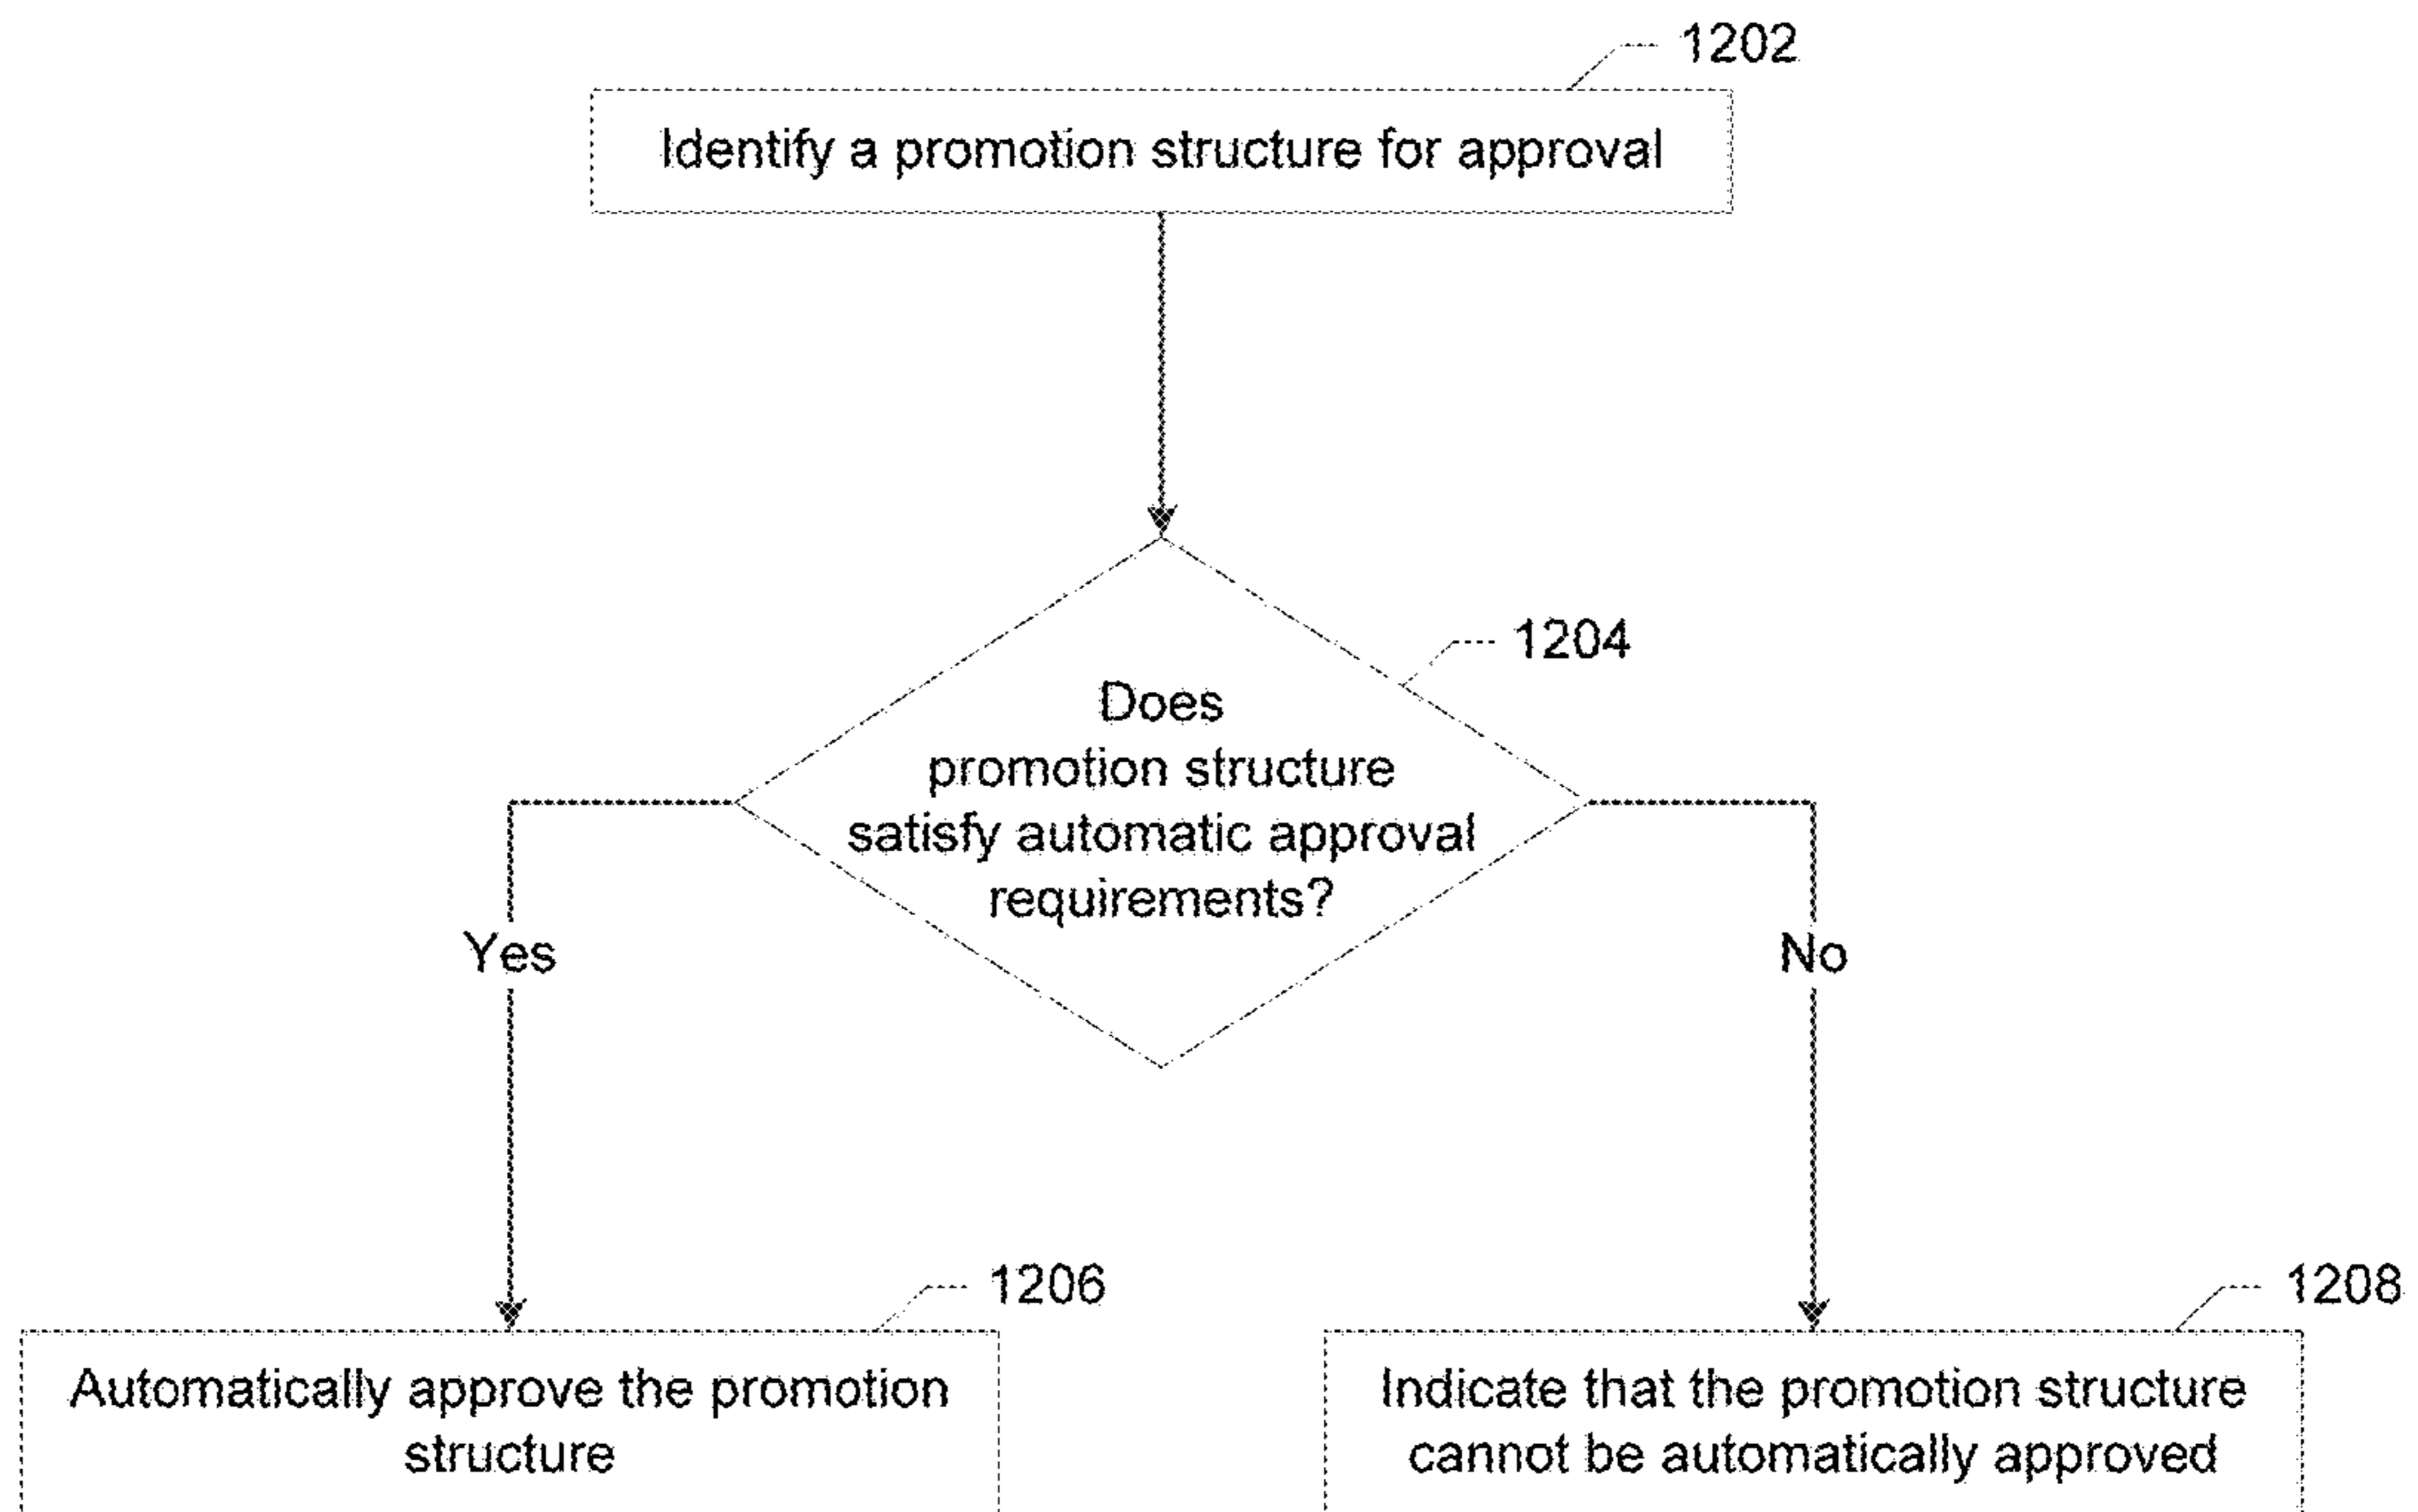 1202
Identify a promotion structure for approval
1204
Does
promotion structure
satisfy automatic approval
requirements?
Yes
No
1206
1208
Automatically approve the promotion
structure
Indicate that the promotion structure
cannot be automatically approved